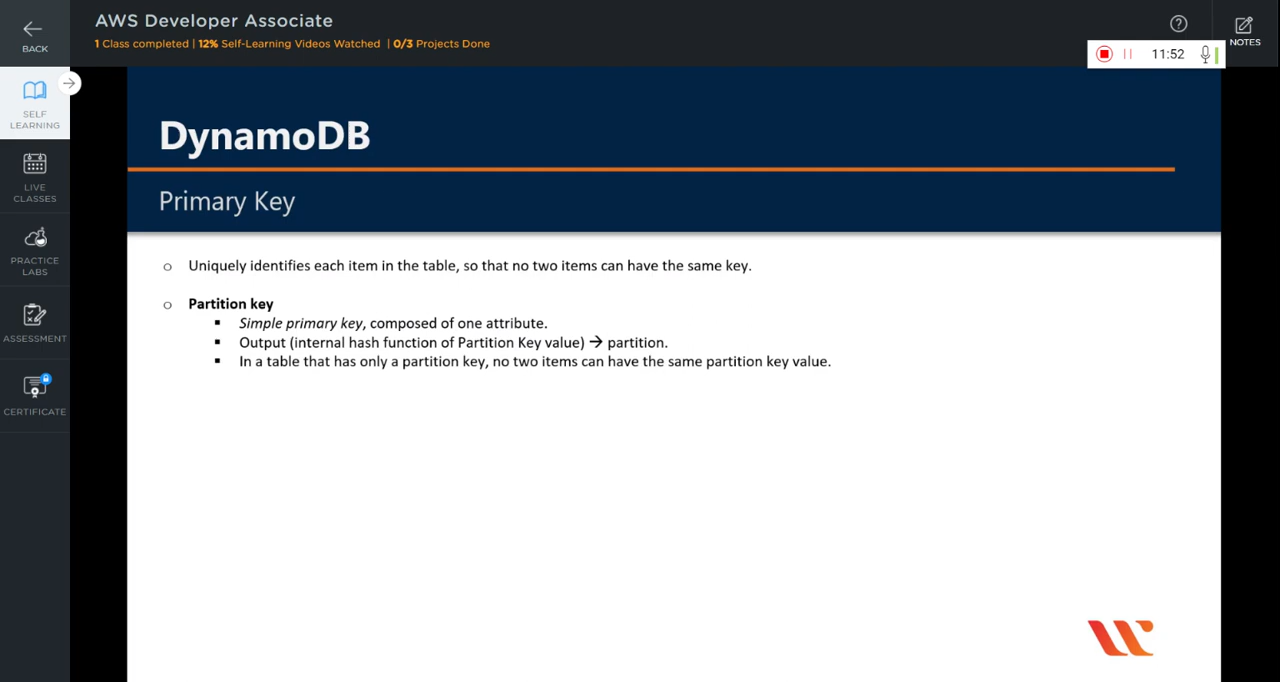 BACK
AWS Developer Associate
1 Class completed | 12% Self-Learning Videos Watched | 0/3 Projects Done
NOTES
11:52
SELF
LEARNING
LIVE
CLASSES
PRACTICE
LABS
ASSESSMENT
CERTIFICATE
DynamoDB
Primary Key
o Uniquely identifies each item in the table, so that no two items can have the same key.
o Partition key
▪ Simple primary key, composed of one attribute.
▪ Output (internal hash function of Partition Key value) → partition.
▪ In a table that has only a partition key, no two items can have the same partition key value.